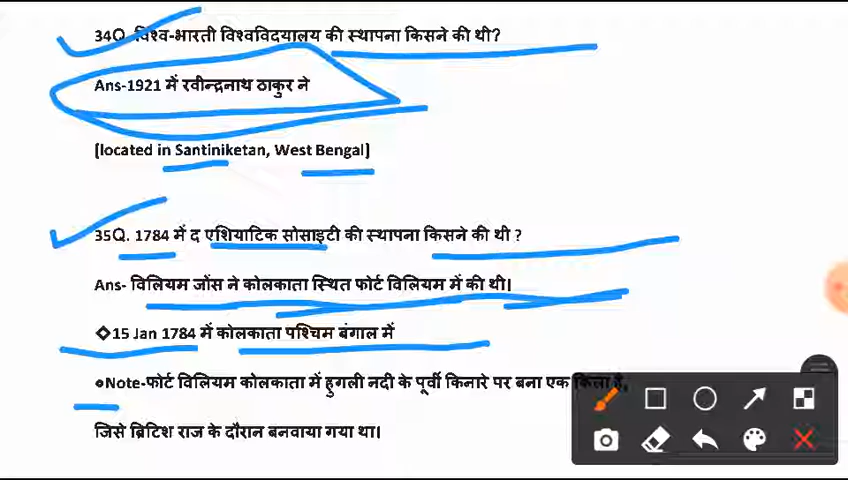 34Q. विश्व-भारती विश्वविदयालय की स्थापना किसने की थी?
Ans-1921 में रवीन्द्रनाथ ठाकुर ने
[located in Santiniketan, West Bengal]
35Q. 1784 में द एशियाटिक सोसाइटी की स्थापना किसने की थी ?
Ans- विलियम जोंस ने कोलकाता स्थित फोर्ट विलियम में की थी।
◇15 Jan 1784 में कोलकाता पश्चिम बंगाल में
●Note-फोर्ट विलियम कोलकाता में हुगली नदी के पूर्वी किनारे पर बना एक किला है,
जिसे ब्रिटिश राज के दौरान बनवाया गया था।